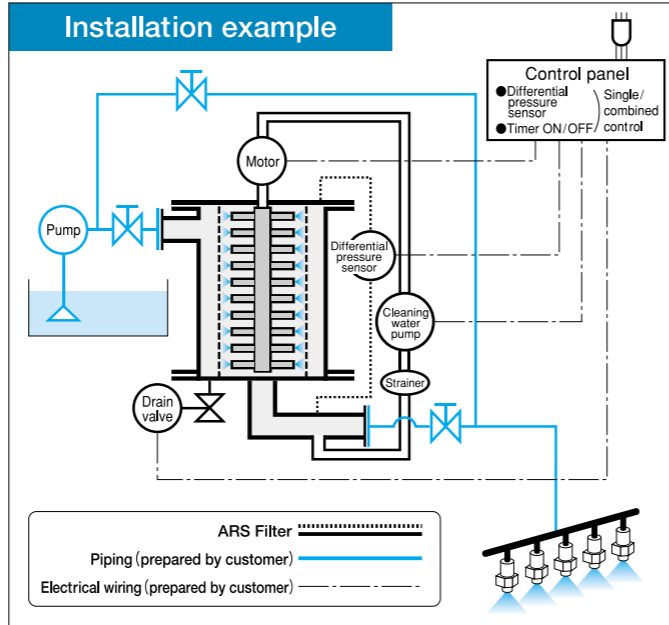 Installation example
Control panel
●Differential
pressure
sensor
●Timer ON/OFF
Single/
combined
control
Motor
Pump
Differential
pressure
sensor
Cleaning
water
pump
Strainer
Drain
valve
ARS Filter
Piping (prepared by customer)
Electrical wiring (prepared by customer)